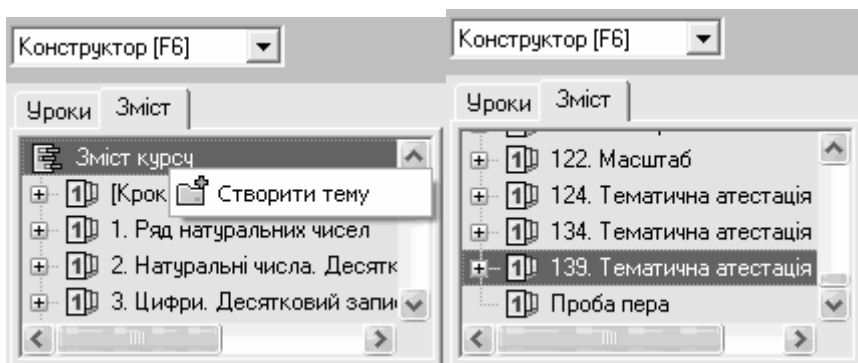 Конструктор [F6]
Уроки Зміст
Зміст курсу
[Крок
Створити тему
1. Ряд натуральних чисел
2. Натуральні числа. Десятк
3. Цифри. Десятковий запи
Конструктор [F6]
Уроки Зміст
122. Масштаб
124. Тематична атестація
134. Тематична атестація
139. Тематична атестація
Проба пера